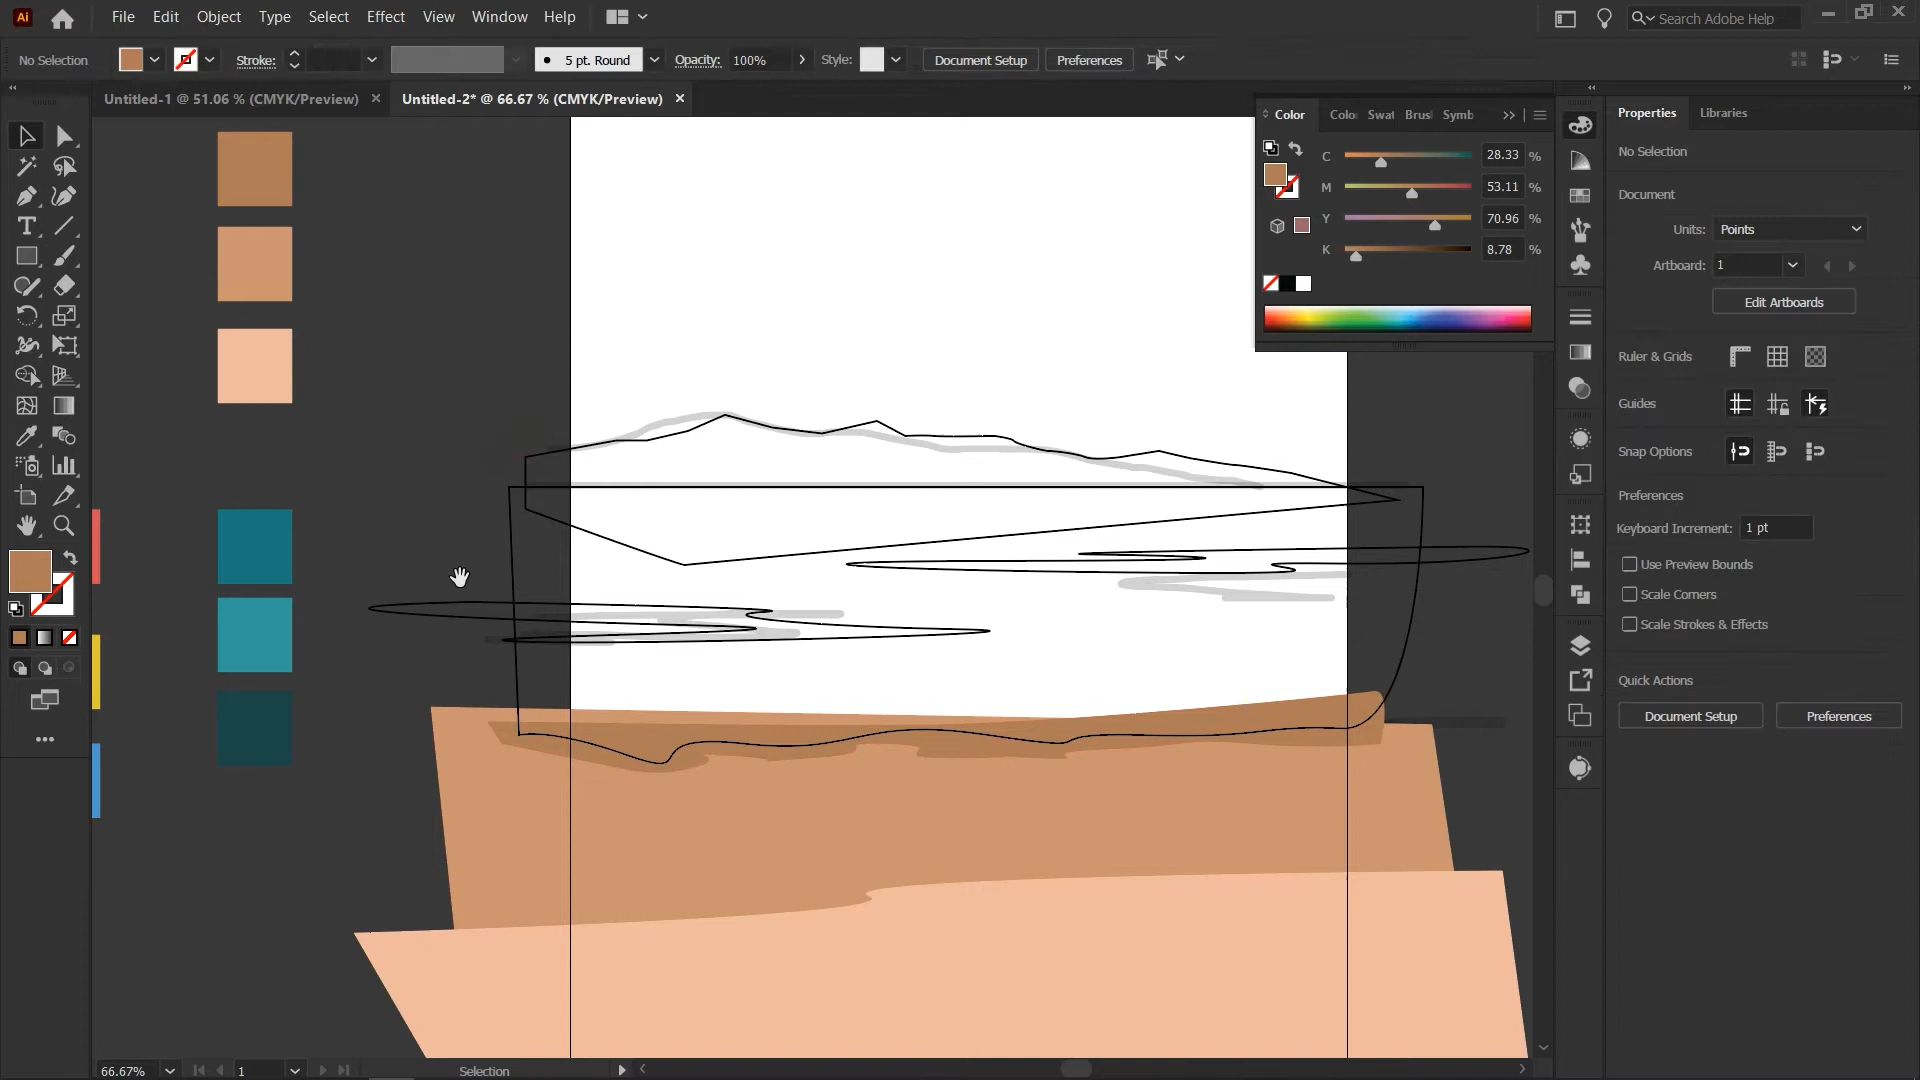 Ai File Edit Object Type Select Effect View Window Help Search Adobe Help
No Selection Stroke: 5 pt. Round Opacity: 100% Style: Document Setup Preferences
Untitled-1 @ 51.06 % (CMYK/Preview) × Untitled-2* @ 66.67 % (CMYK/Preview) ×
Color Colo Swat Brus Symb
C 28.33 %
M 53.11 %
Y 70.96 %
K 8.78 %
Properties Libraries
No Selection
Document
Units: Points
Artboard: 1
Edit Artboards
Ruler & Grids
Guides
Snap Options
Preferences
Keyboard Increment: 1 pt
Use Preview Bounds
Scale Corners
Scale Strokes & Effects
Quick Actions
Document Setup Preferences
66.67% 1 Selection